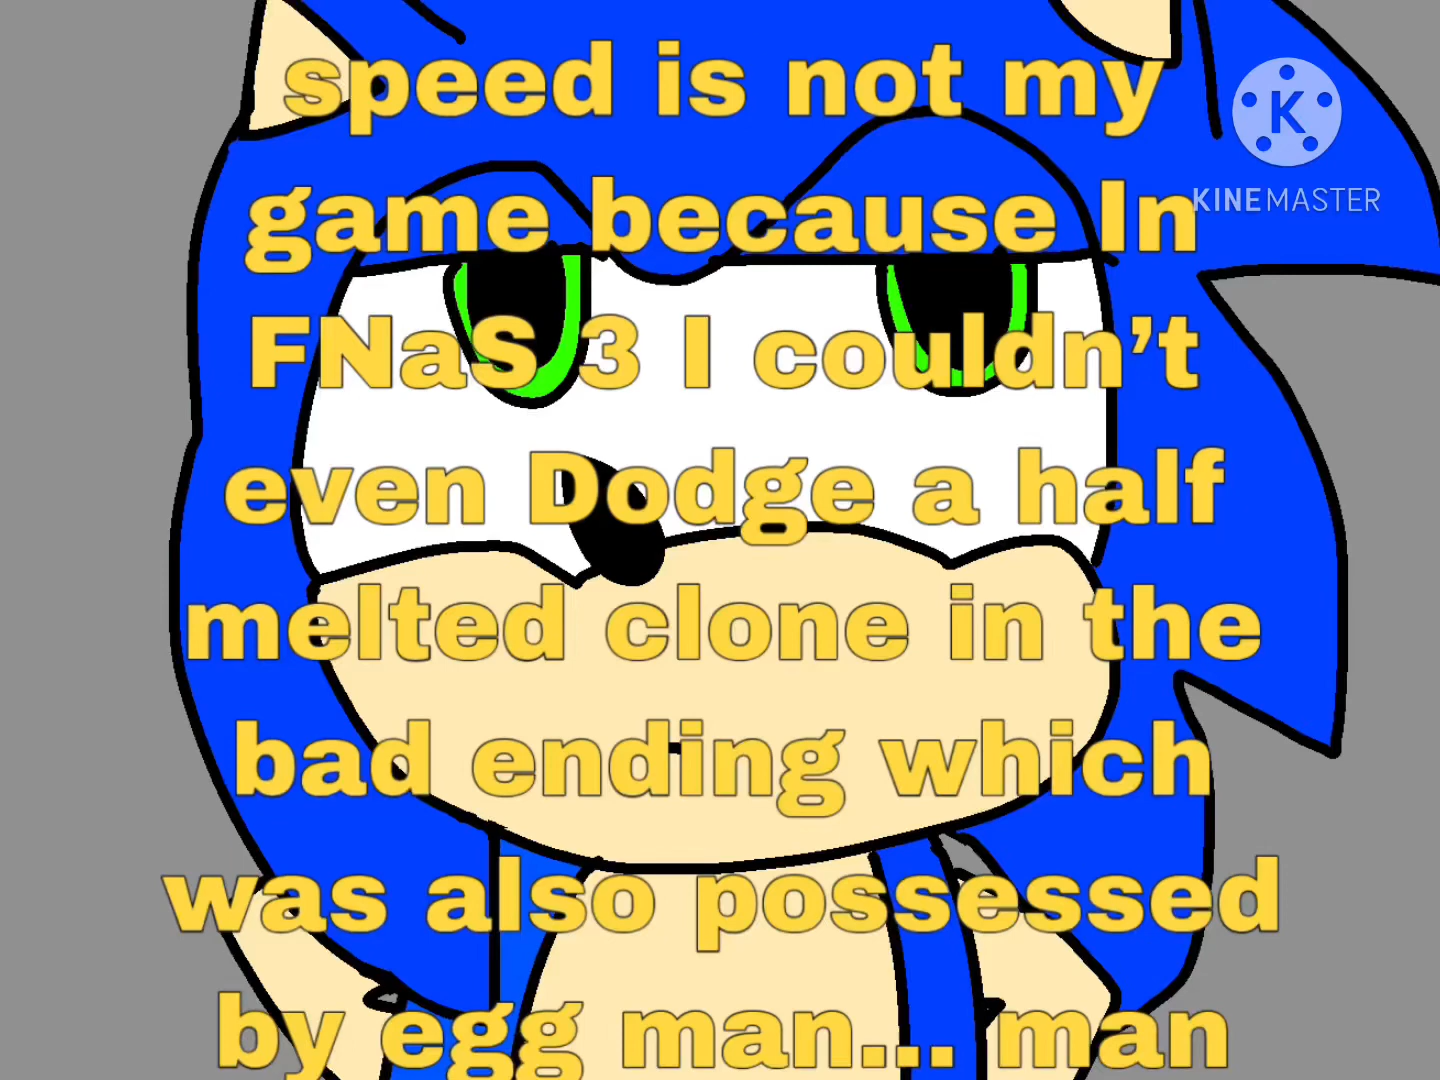 speed is not my
game because In
FNaS 3 I couldn’t
even Dodge a half
melted clone in the
bad ending which
was also possessed
by egg man... man
K
KINEMASTER